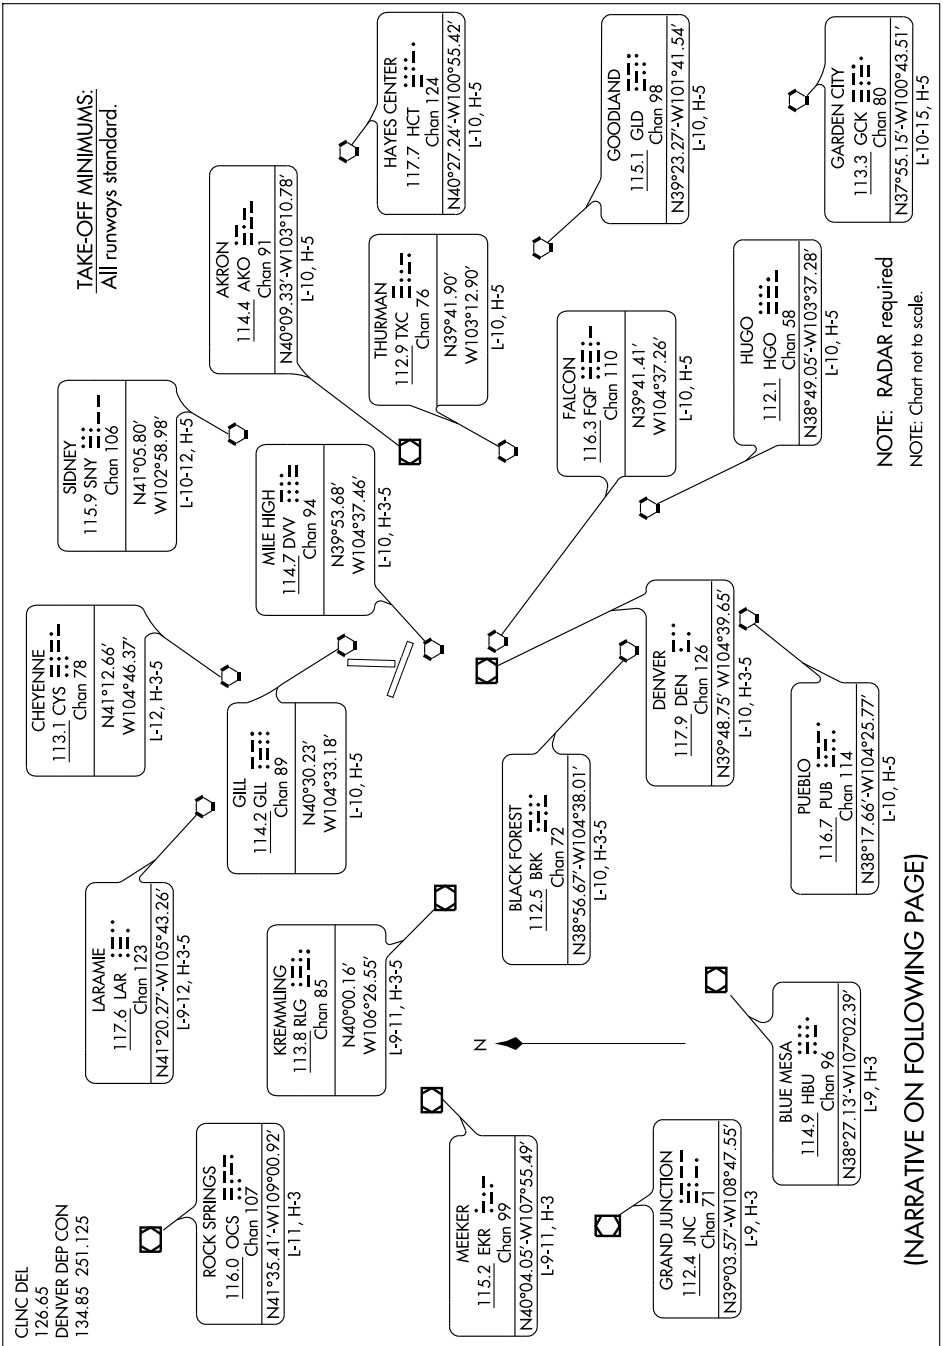 CLNC DEL
126.65
DENVER DEP CON
134.85 251.125
TAKE-OFF MINIMUMS:
All runways standard.
ROCK SPRINGS
116.0 OCS
Chan 107
N41°35.41'-W109°00.92'
L-11, H-3
LARAMIE
117.6 LAR
Chan 123
N41°20.27'-W105°43.26'
L-9-12, H-3-5
CHEYENNE
113.1 CYS
Chan 78
N41°12.66'
W104°46.37'
L-12, H-3-5
SIDNEY
115.9 SNY
Chan 106
N41°05.80'
W102°58.98'
L-10-12, H-5
AKRON
114.4 AKO
Chan 91
N40°09.33'-W103°10.78'
L-10, H-5
HAYES CENTER
117.7 HCT
Chan 124
N40°27.24'-W100°55.42'
L-10, H-5
GILL
114.2 GLL
Chan 89
N40°30.23'
W104°33.18'
L-10, H-5
MILE HIGH
114.7 DVV
Chan 94
N39°53.68'
W104°37.46'
L-10, H-3-5
KREMMLING
113.8 RLG
Chan 85
N40°00.16'
W106°26.55'
L-9-11, H-3-5
THURMAN
112.9 TXC
Chan 76
N39°41.90'
W103°12.90'
L-10, H-5
MEEKER
115.2 EKR
Chan 99
N40°04.05'-W107°55.49'
L-9-11, H-3
N
BLACK FOREST
112.5 BRK
Chan 72
N38°56.67'-W104°38.01'
L-10, H-3-5
FALCON
116.3 FQF
Chan 110
N39°41.41'
W104°37.26'
L-10, H-5
GOODLAND
115.1 GLD
Chan 98
N39°23.27'-W101°41.54'
L-10, H-5
GRAND JUNCTION
112.4 JNC
Chan 71
N39°03.57'-W108°47.55'
L-9, H-3
DENVER
117.9 DEN
Chan 126
N39°48.75' W104°39.65'
L-10, H-3-5
HUGO
112.1 HGO
Chan 58
N38°49.05'-W103°37.28'
L-10, H-5
GARDEN CITY
113.3 GCK
Chan 80
N37°55.15'-W100°43.51'
L-10-15, H-5
BLUE MESA
114.9 HBU
Chan 96
N38°27.13'-W107°02.39'
L-9, H-3
PUEBLO
116.7 PUB
Chan 114
N38°17.66'-W104°25.77'
L-10, H-5
NOTE: RADAR required
NOTE: Chart not to scale.
(NARRATIVE ON FOLLOWING PAGE)